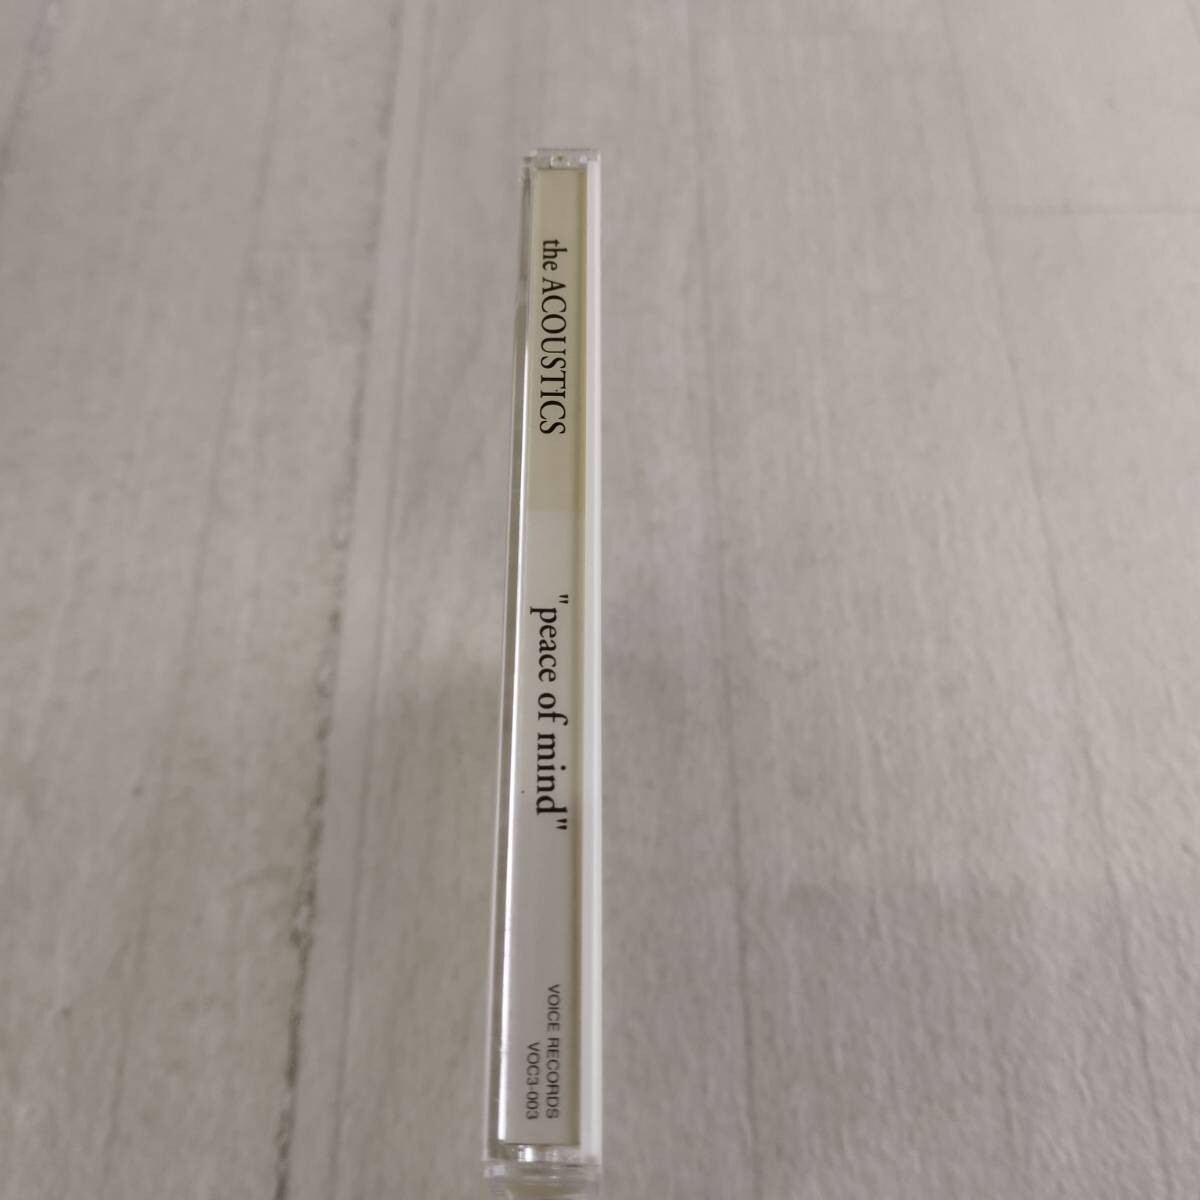 the ACOUSTICS
"peace of mind"
VOICE RECORDS
VOC3-003